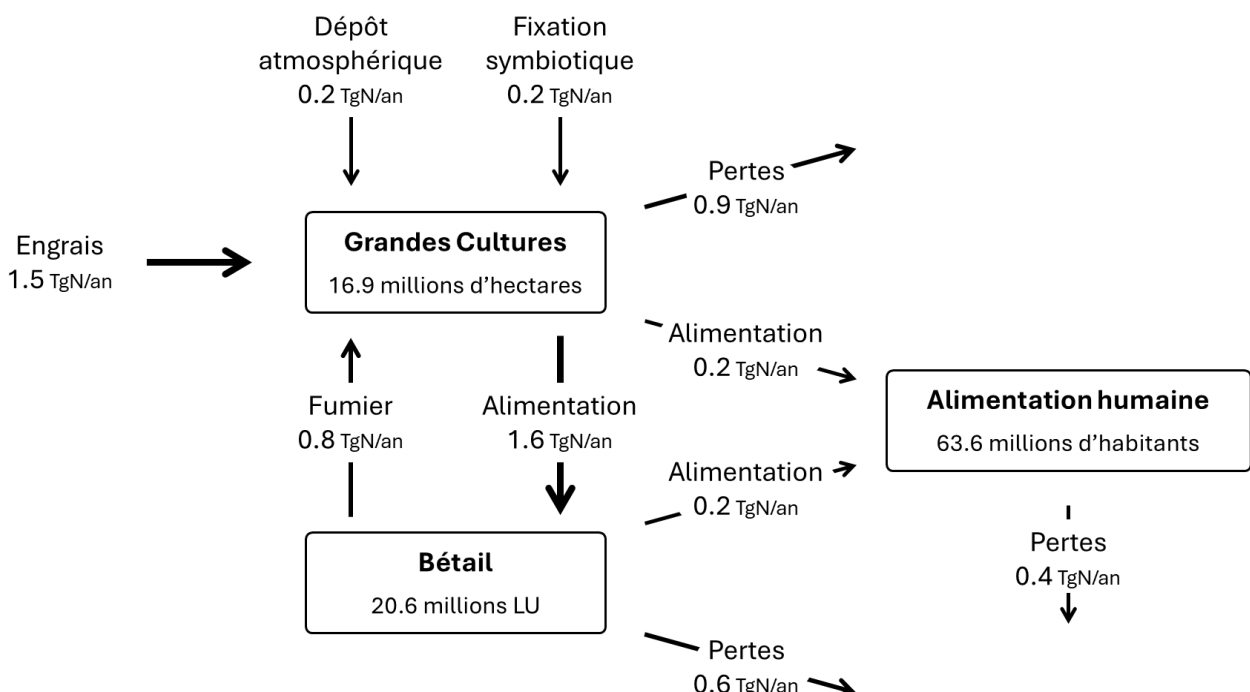 Dépôt
atmosphérique
0.2 TgN/an
Fixation
symbiotique
0.2 TgN/an
Pertes
0.9 TgN/an
Engrais
1.5 TgN/an
Grandes Cultures
16.9 millions d’hectares
Alimentation
0.2 TgN/an
Fumier
0.8 TgN/an
Alimentation
1.6 TgN/an
Alimentation humaine
63.6 millions d’habitants
Alimentation
0.2 TgN/an
Bétail
20.6 millions LU
Pertes
0.4 TgN/an
Pertes
0.6 TgN/an